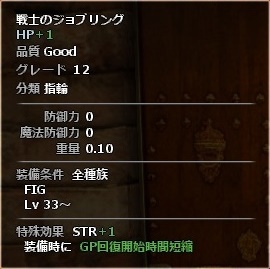 戦士のジョブリング
HP+1
品質 Good
グレード 12
分類 指輪
防御力 0
魔法防御力 0
重量 0.10
装備条件 全種族
FIG
Lv 33～
特殊効果 STR+1
装備時に GP回復開始時間短縮